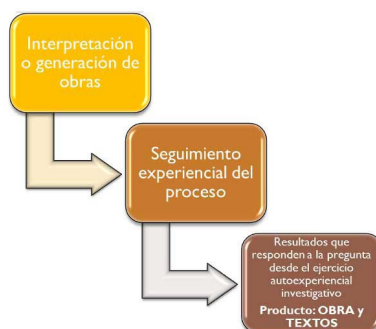 Interpretación
o generación de
obras
Seguimiento
experiencial del
proceso
Resultados que
responden a la pregunta
desde el ejercicio
autoexperiencial
investigativo
Producto: OBRA y
TEXTOS